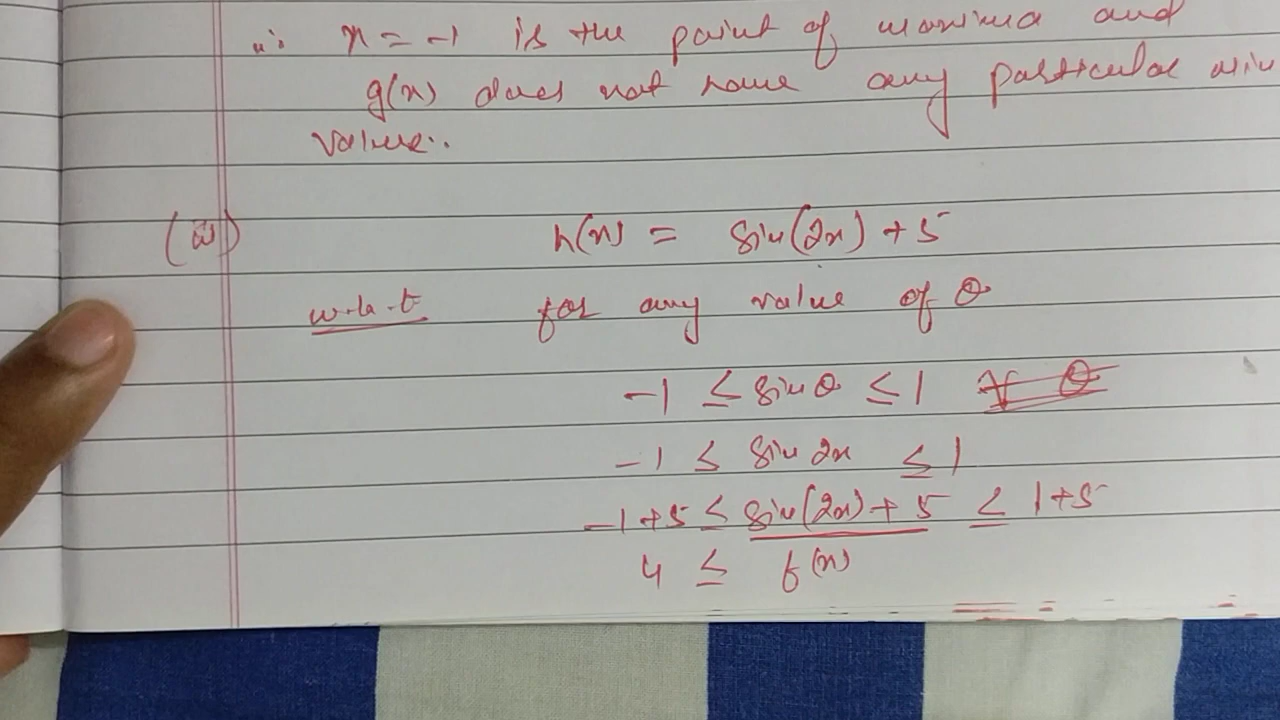 ∴ x = -1 is the point of maxima and
g(x) does not have any particular min
value.
(iii) h(x) = sin(2x) + 5
w.k.t for any value of θ
-1 ≤ sin θ ≤ 1
-1 ≤ sin 2x ≤ 1
-1 + 5 ≤ sin(2x) + 5 ≤ 1 + 5
4 ≤ f(x)